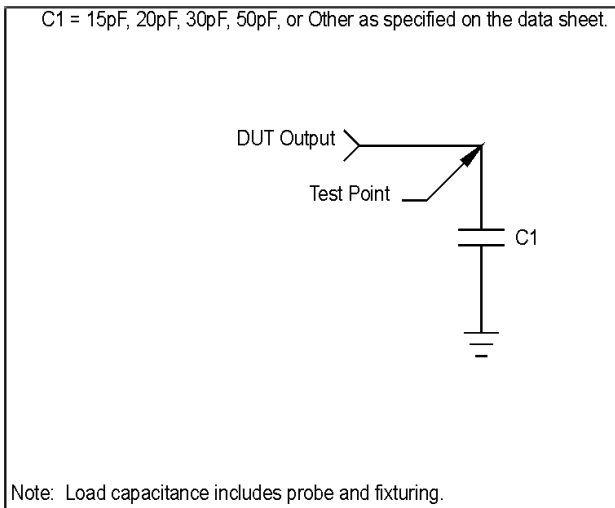 C1 = 15pF, 20pF, 30pF, 50pF, or Other as specified on the data sheet.
DUT Output
Test Point
C1
Note: Load capacitance includes probe and fixturing.